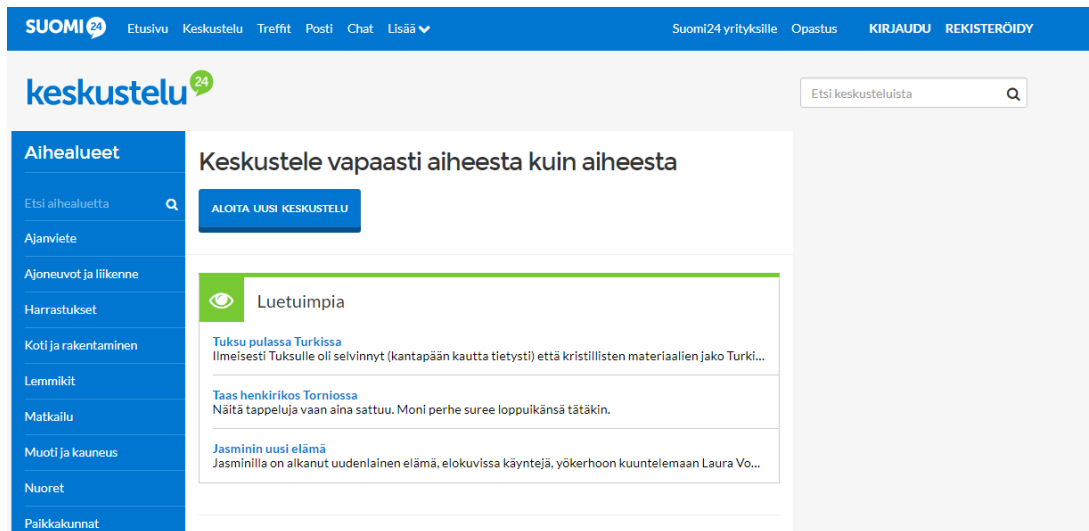 SUOMI 24 Etusivu Keskustelu Treffit Posti Chat Lisää Suomi24 yrityksille Opastus KIRJAUDU REKISTERÖIDY
keskustelu 24
Etsi keskusteluista
Aihealueet
Etsi aihealuetta
Ajanviete
Ajoneuvot ja liikenne
Harrastukset
Koti ja rakentaminen
Lemmikit
Matkailu
Muoti ja kauneus
Nuoret
Paikkakunnat
Keskustele vapaasti aiheesta kuin aiheesta
ALOITA UUSI KESKUSTELU
Luetuimpia
Tuksu pulassa Turkissa
Ilmeisesti Tuksulle oli selvinnyt (kantapään kautta tietysti) että kristillisten materiaalien jako Turki...
Taas henkirikos Torniossa
Näitä tappeluja vaan aina sattuu. Moni perhe suree loppuikänsä tätäkin.
Jasminin uusi elämä
Jasminilla on alkanut uudenlainen elämä, elokuvissa käyntejä, yökerhoon kuuntelemaan Laura Vo...